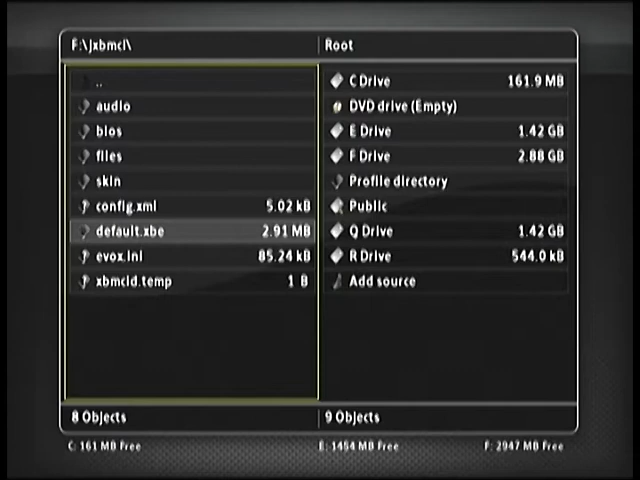 F:\jxbmci\
..
audio
bios
files
skin
config.xml 5.02 kB
default.xbe 2.91 MB
evox.ini 85.24 kB
xbmcid.temp 1 B
8 Objects
Root
C Drive 161.9 MB
DVD drive (Empty)
E Drive 1.42 GB
F Drive 2.88 GB
Profile directory
Public
Q Drive 1.42 GB
R Drive 544.0 kB
Add source
9 Objects
C: 161 MB Free
E: 1454 MB Free
F: 2947 MB Free